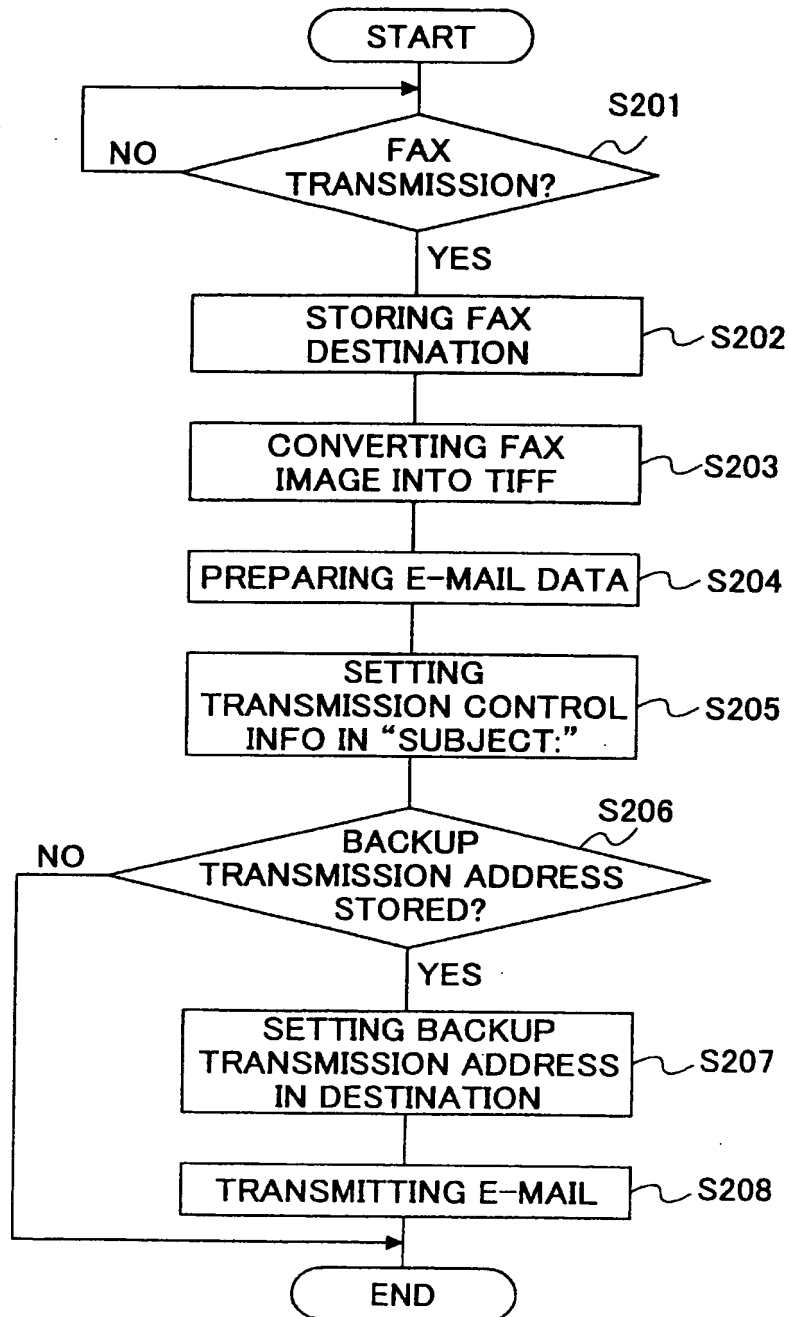 START
S201
NO
FAX
TRANSMISSION?
YES
STORING FAX
DESTINATION
S202
CONVERTING FAX
IMAGE INTO TIFF
S203
PREPARING E-MAIL DATA
S204
SETTING
TRANSMISSION CONTROL
INFO IN “SUBJECT:”
S205
S206
NO
BACKUP
TRANSMISSION ADDRESS
STORED?
YES
SETTING BACKUP
TRANSMISSION ADDRESS
IN DESTINATION
S207
TRANSMITTING E-MAIL
S208
END